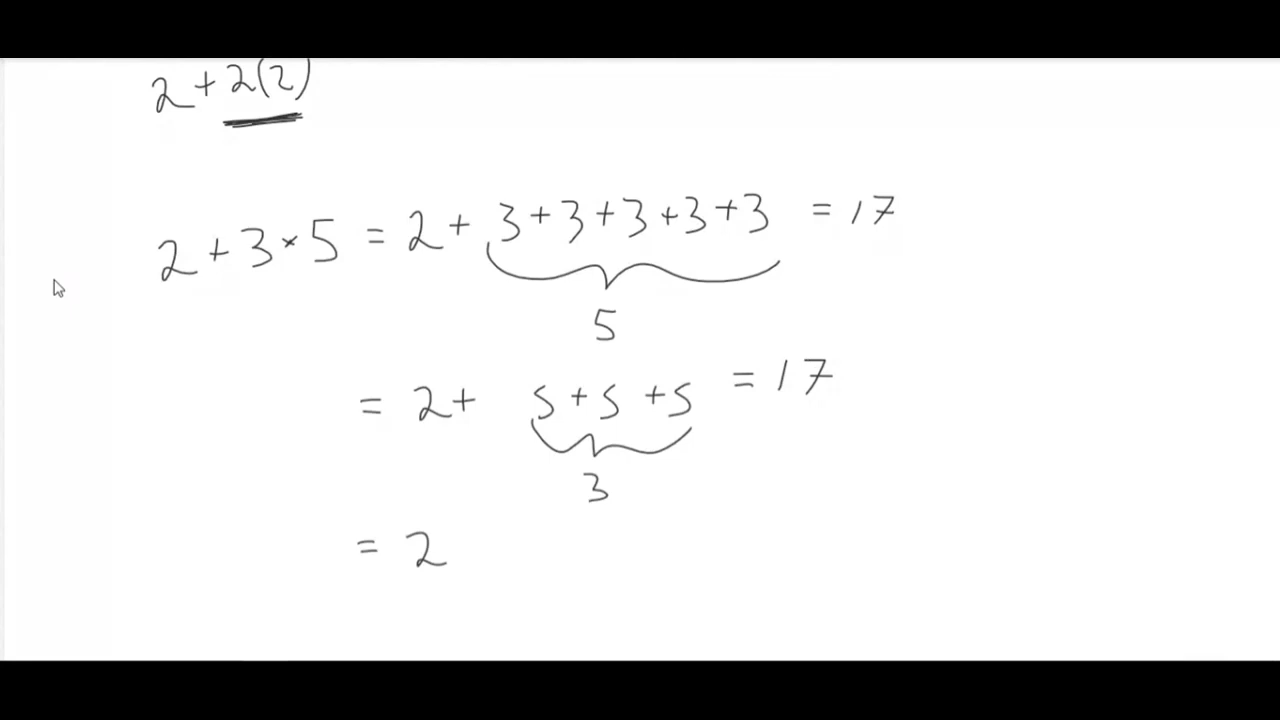 2 + 2(2)
2 + 3 × 5 = 2 + 3 + 3 + 3 + 3 + 3 = 17
5
= 2 + 5 + 5 + 5 = 17
3
= 2